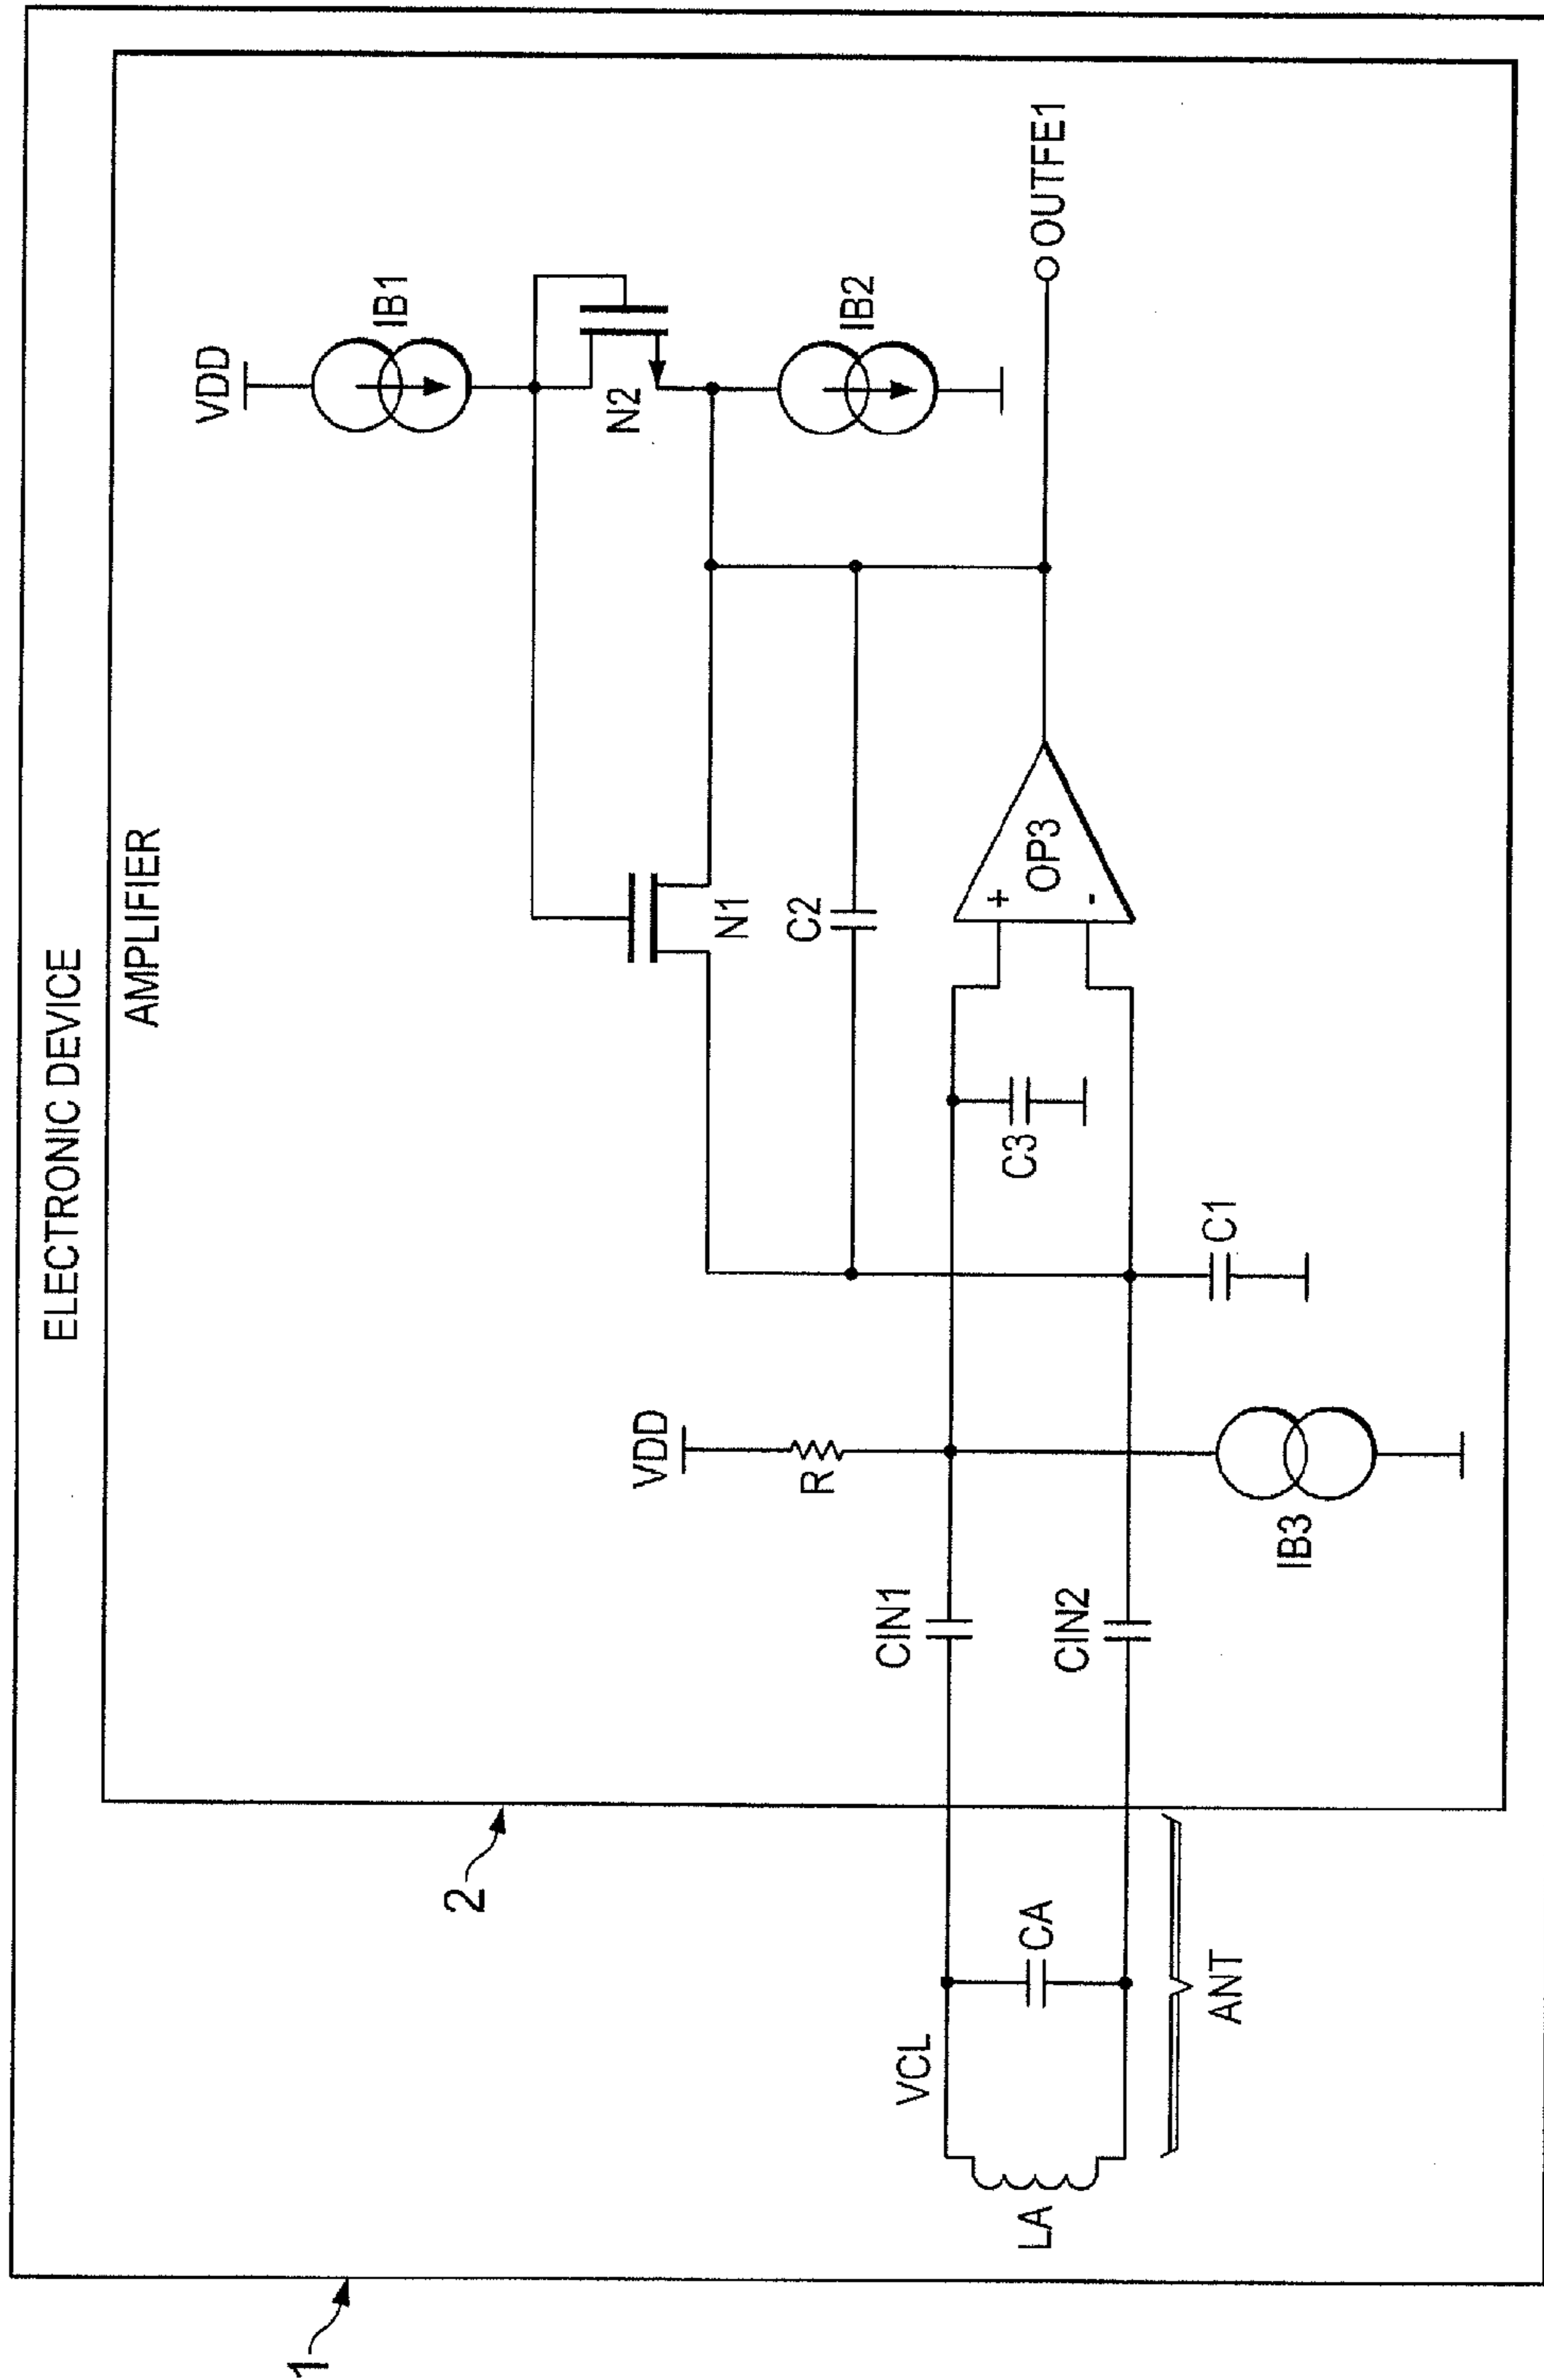 ELECTRONIC DEVICE
AMPLIFIER
1
2
VDD
IB1
N2
IB2
N1
C2
VDD
R
OP3
+
-
OUTFE1
C3
C1
CIN1
CIN2
IB3
VCL
CA
LA
ANT